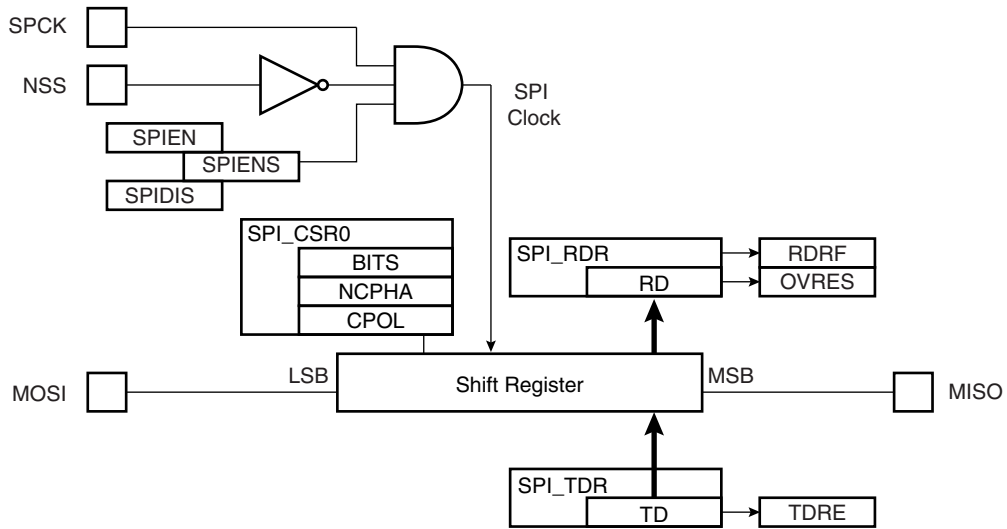 SPCK
NSS
SPI
Clock
SPIEN
SPIENS
SPIDIS
SPI_CSR0
BITS
NCPHA
CPOL
SPI_RDR
RD
RDRF
OVRES
MOSI
LSB
Shift Register
MSB
MISO
SPI_TDR
TD
TDRE